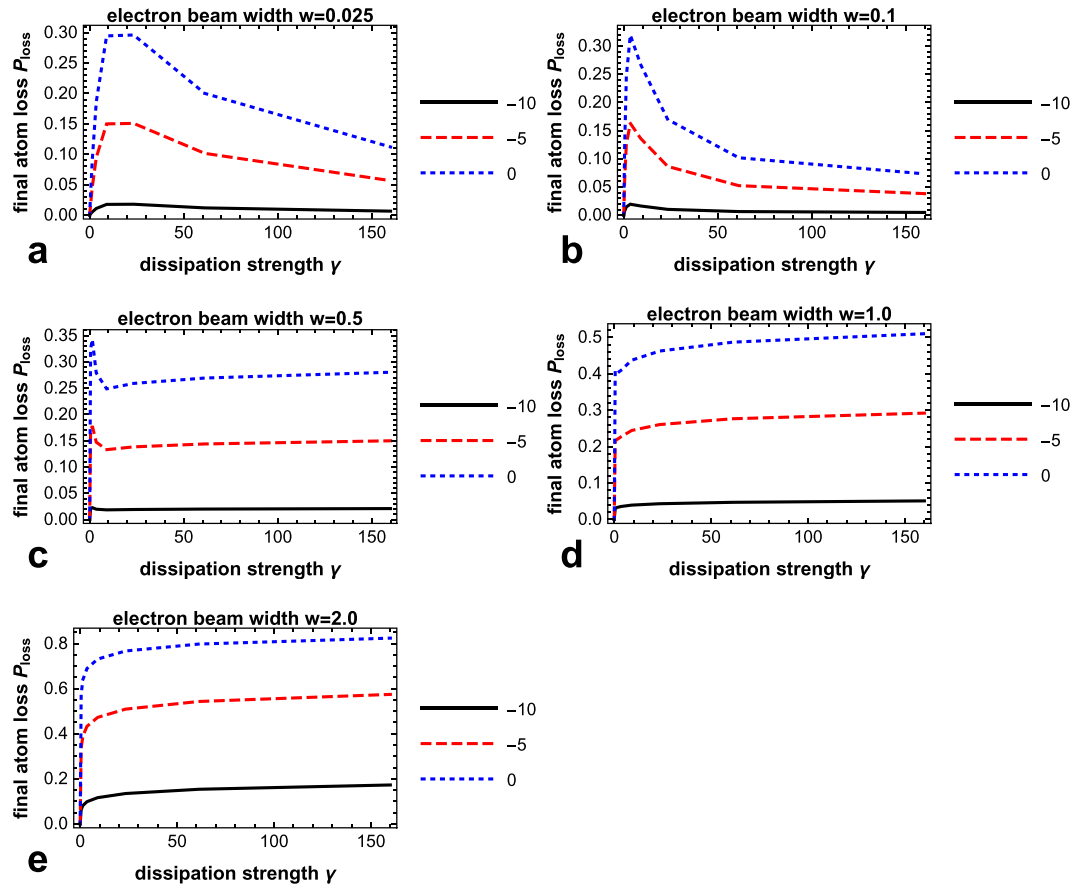 electron beam width w=0.025
final atom loss P_loss
0.30
0.25
0.20
0.15
0.10
0.05
0.00
0 50 100 150
dissipation strength γ
a
−10
−5
0
electron beam width w=0.1
final atom loss P_loss
0.30
0.25
0.20
0.15
0.10
0.05
0.00
0 50 100 150
dissipation strength γ
b
−10
−5
0
electron beam width w=0.5
final atom loss P_loss
0.35
0.30
0.25
0.20
0.15
0.10
0.05
0.00
0 50 100 150
dissipation strength γ
c
−10
−5
0
electron beam width w=1.0
final atom loss P_loss
0.5
0.4
0.3
0.2
0.1
0.0
0 50 100 150
dissipation strength γ
d
−10
−5
0
electron beam width w=2.0
final atom loss P_loss
0.8
0.6
0.4
0.2
0.0
0 50 100 150
dissipation strength γ
e
−10
−5
0